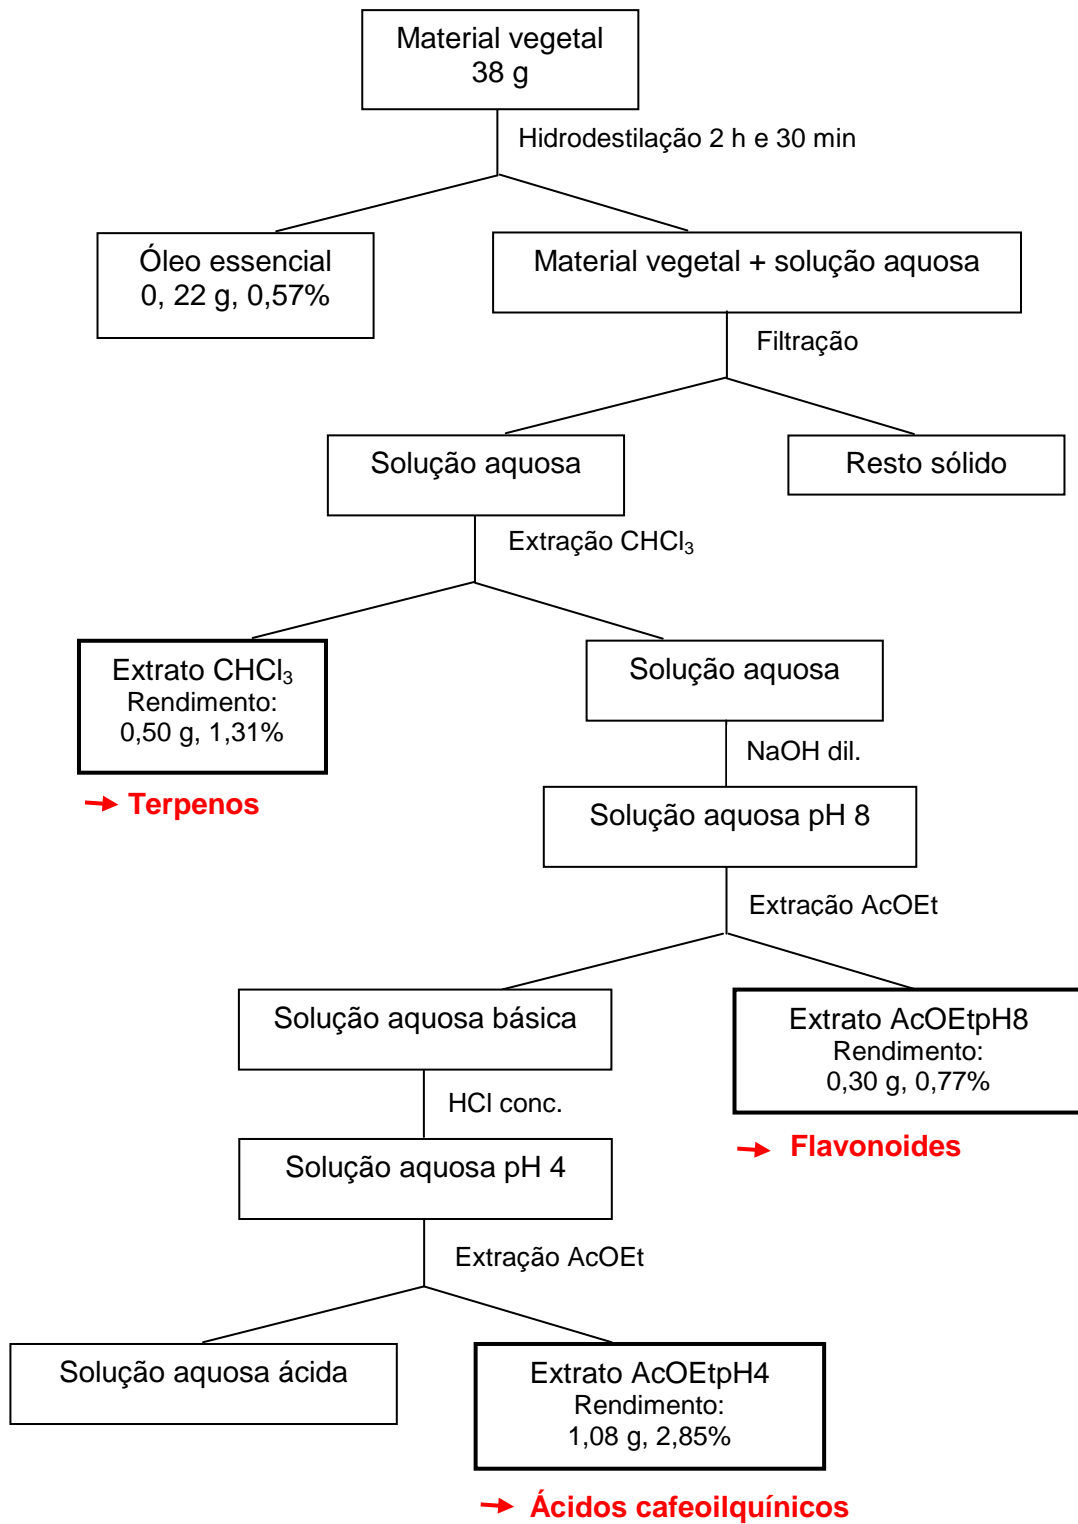 Material vegetal
38 g
Hidrodestilação 2 h e 30 min
Óleo essencial
0, 22 g, 0,57%
Material vegetal + solução aquosa
Filtração
Solução aquosa
Resto sólido
Extração CHCl₃
Extrato CHCl₃
Rendimento:
0,50 g, 1,31%
Terpenos
Solução aquosa
NaOH dil.
Solução aquosa pH 8
Extração AcOEt
Solução aquosa básica
Extrato AcOEtpH8
Rendimento:
0,30 g, 0,77%
Flavonoides
HCl conc.
Solução aquosa pH 4
Extração AcOEt
Solução aquosa ácida
Extrato AcOEtpH4
Rendimento:
1,08 g, 2,85%
Ácidos cafeoilquínicos